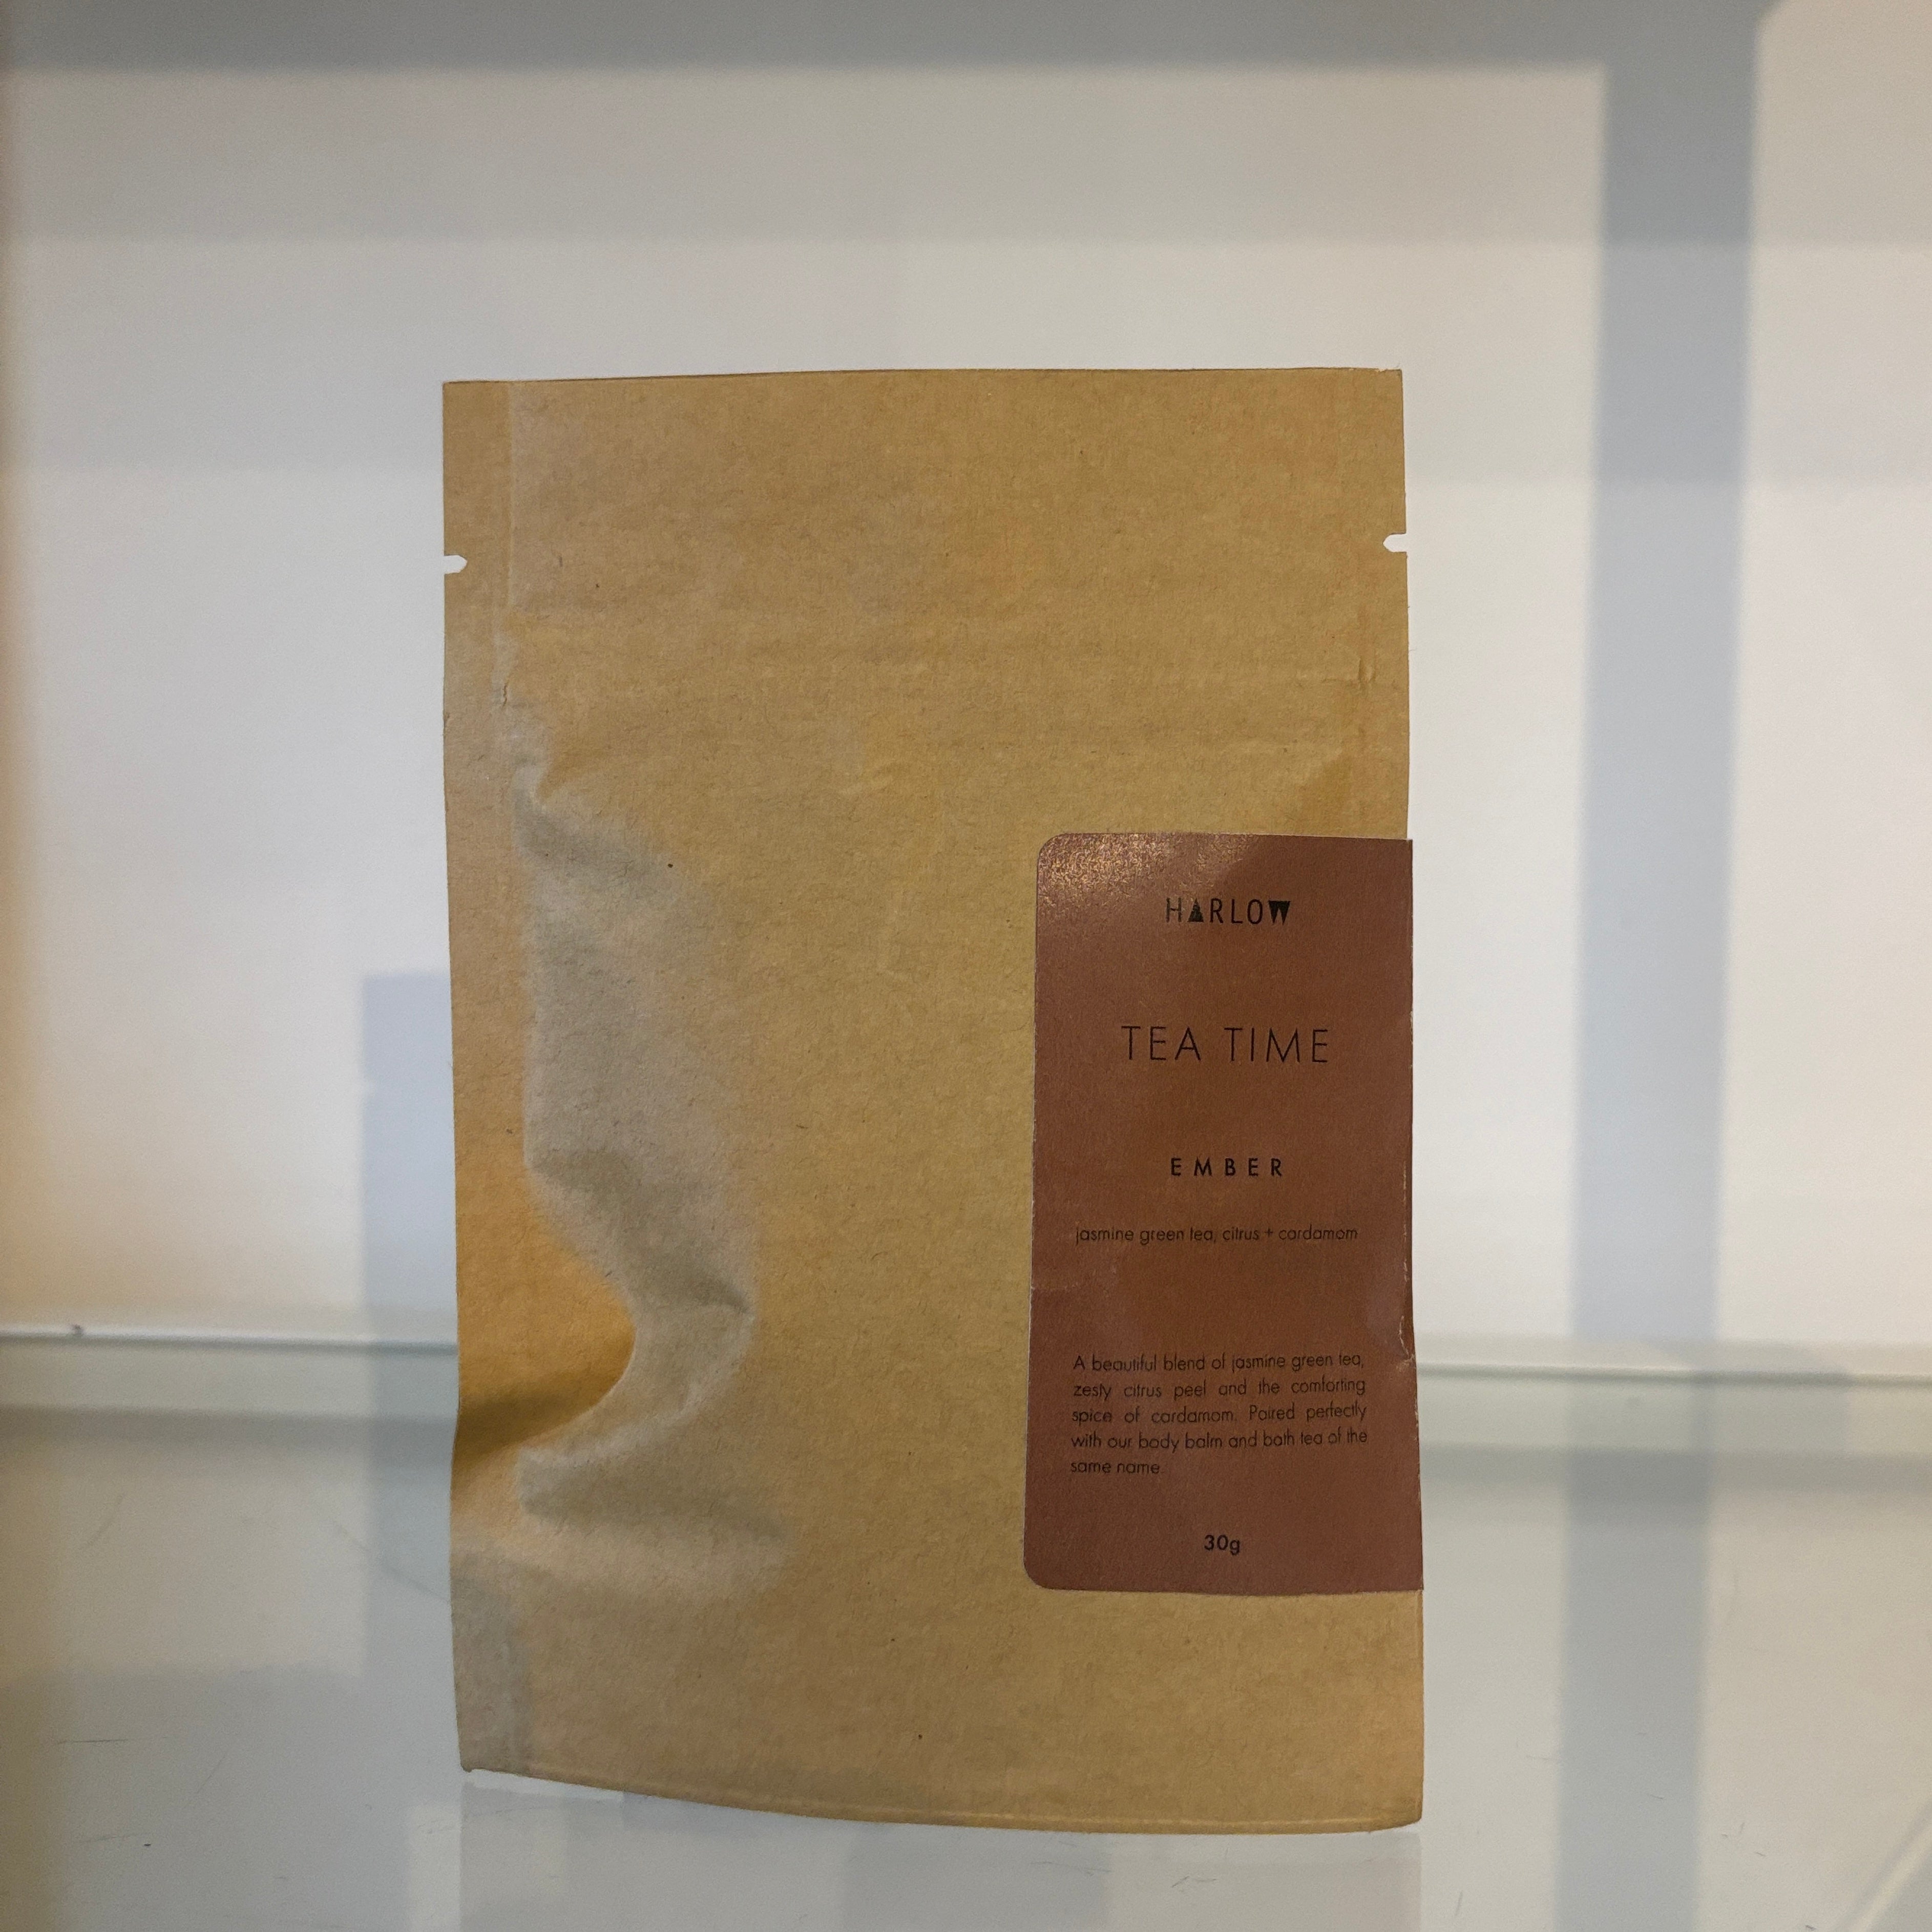 HARLOW
TEA TIME
EMBER
jasmine green tea, citrus + cardamom
A beautiful blend of jasmine green tea,
zesty citrus peel and the comforting
spice of cardamom. Paired perfectly
with our body balm and bath tea of the
same name.
30g